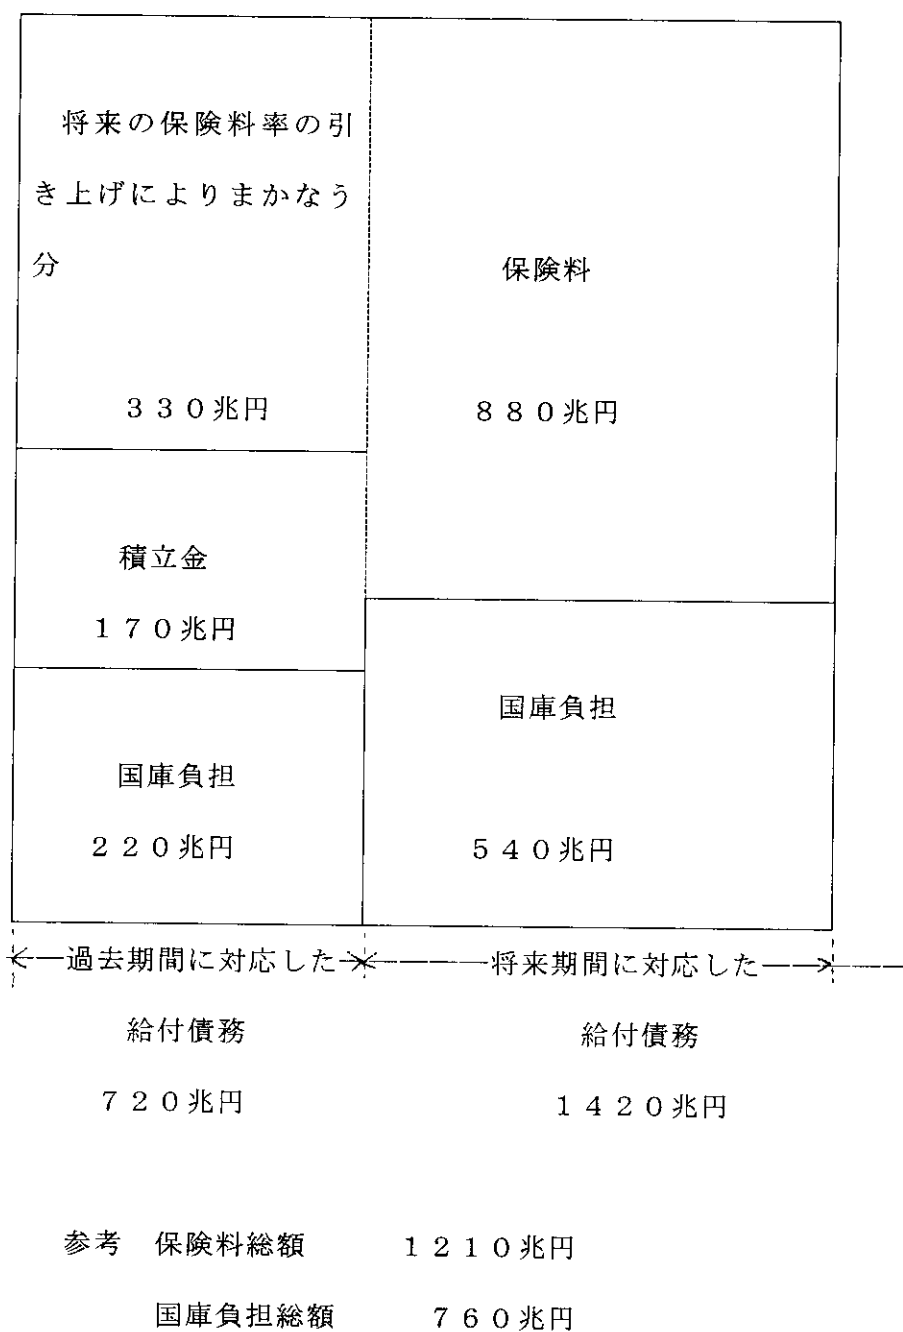 将来の保険料率の引
き上げによりまかなう
分
３３０兆円
保険料
８８０兆円
積立金
１７０兆円
国庫負担
２２０兆円
国庫負担
５４０兆円
過去期間に対応した
給付債務
７２０兆円
将来期間に対応した
給付債務
１４２０兆円
参考　保険料総額　　　１２１０兆円
国庫負担総額　　　７６０兆円